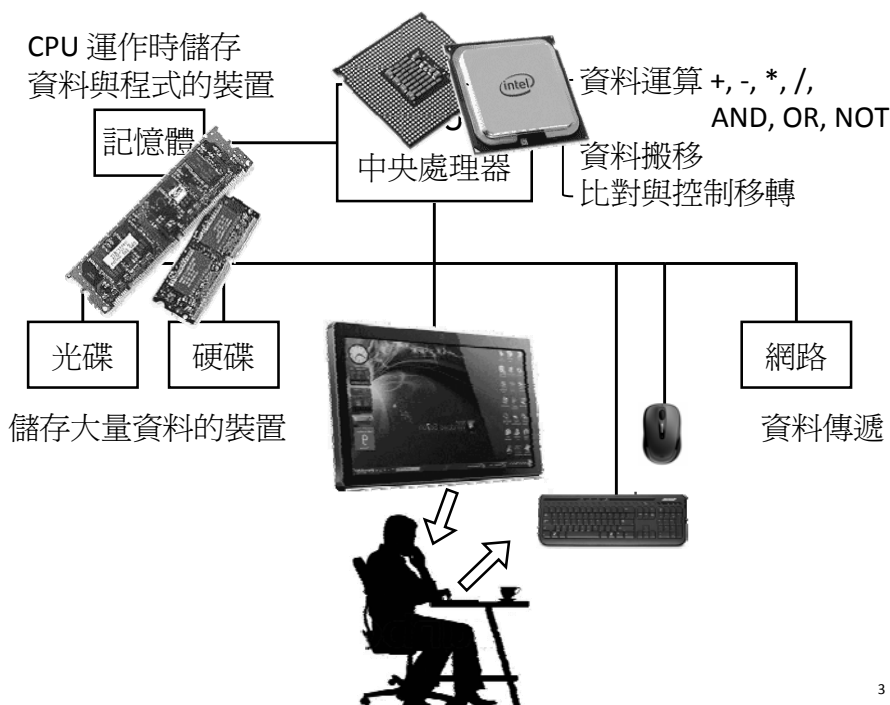 CPU 運作時儲存
資料與程式的裝置
記憶體
intel
中央處理器
資料運算 +, -, *, /,
AND, OR, NOT
資料搬移
比對與控制移轉
光碟
硬碟
網路
儲存大量資料的裝置
資料傳遞
3